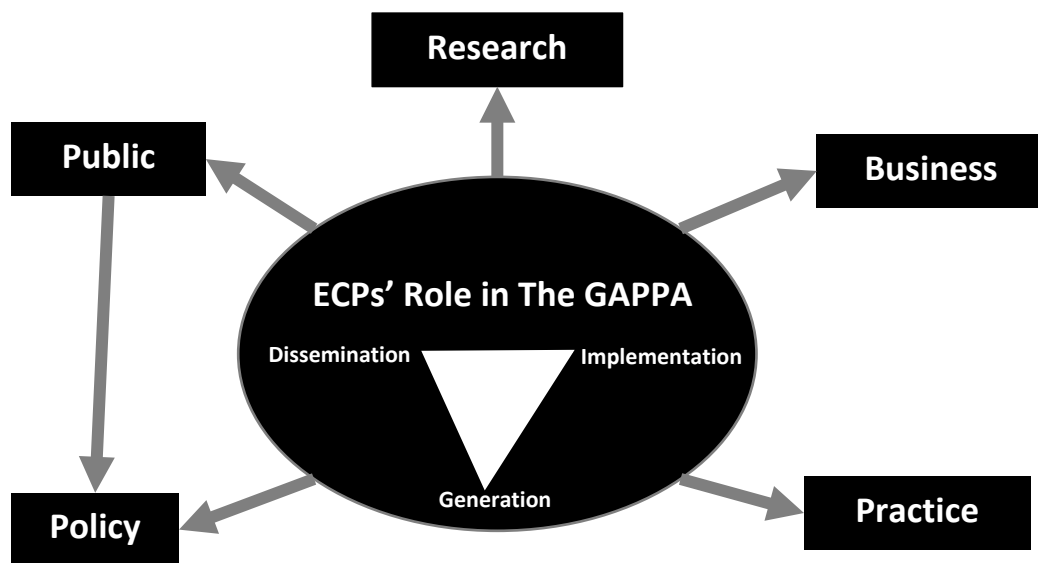 Research
Public
Business
ECPs’ Role in The GAPPA
Dissemination
Implementation
Generation
Policy
Practice